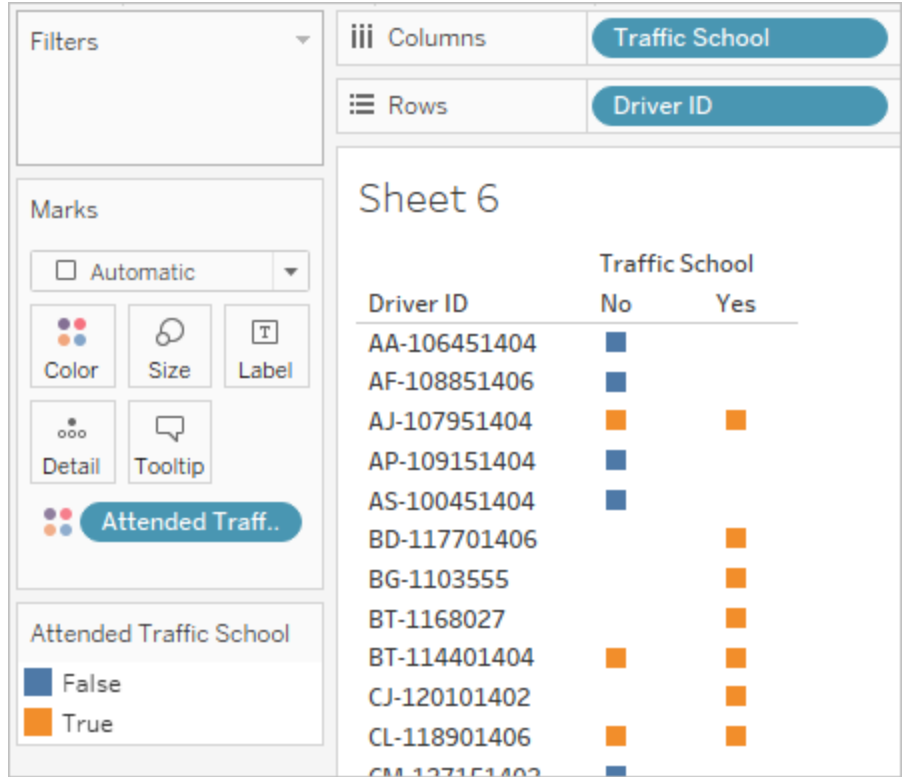 Filters
Columns
Traffic School
Rows
Driver ID
Marks
Automatic
Color
Size
T
Label
Detail
Tooltip
Attended Traff..
Attended Traffic School
False
True
Sheet 6
Traffic School
Driver ID No Yes
AA-106451404
AF-108851406
AJ-107951404
AP-109151404
AS-100451404
BD-117701406
BG-1103555
BT-1168027
BT-114401404
CJ-120101402
CL-118901406